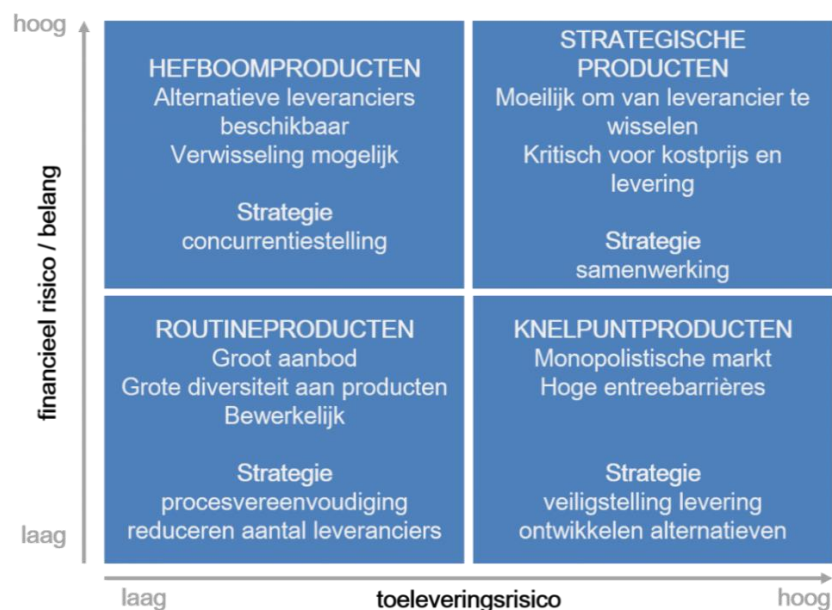 hoog
HEFBOOMPRODUCTEN
Alternatieve leveranciers
beschikbaar
Verwisseling mogelijk
Strategie
concurrentiestelling
STRATEGISCHE
PRODUCTEN
Moeilijk om van leverancier te
wisselen
Kritisch voor kostprijs en
levering
Strategie
samenwerking
financieel risico / belang
ROUTINEPRODUCTEN
Groot aanbod
Grote diversiteit aan producten
Bewerkelijk
Strategie
procesvereenvoudiging
reduceren aantal leveranciers
KNELPUNTPRODUCTEN
Monopolistische markt
Hoge entreebarrières
Strategie
veiligstelling levering
ontwikkelen alternatieven
laag
laag
toeleveringsrisico
hoog